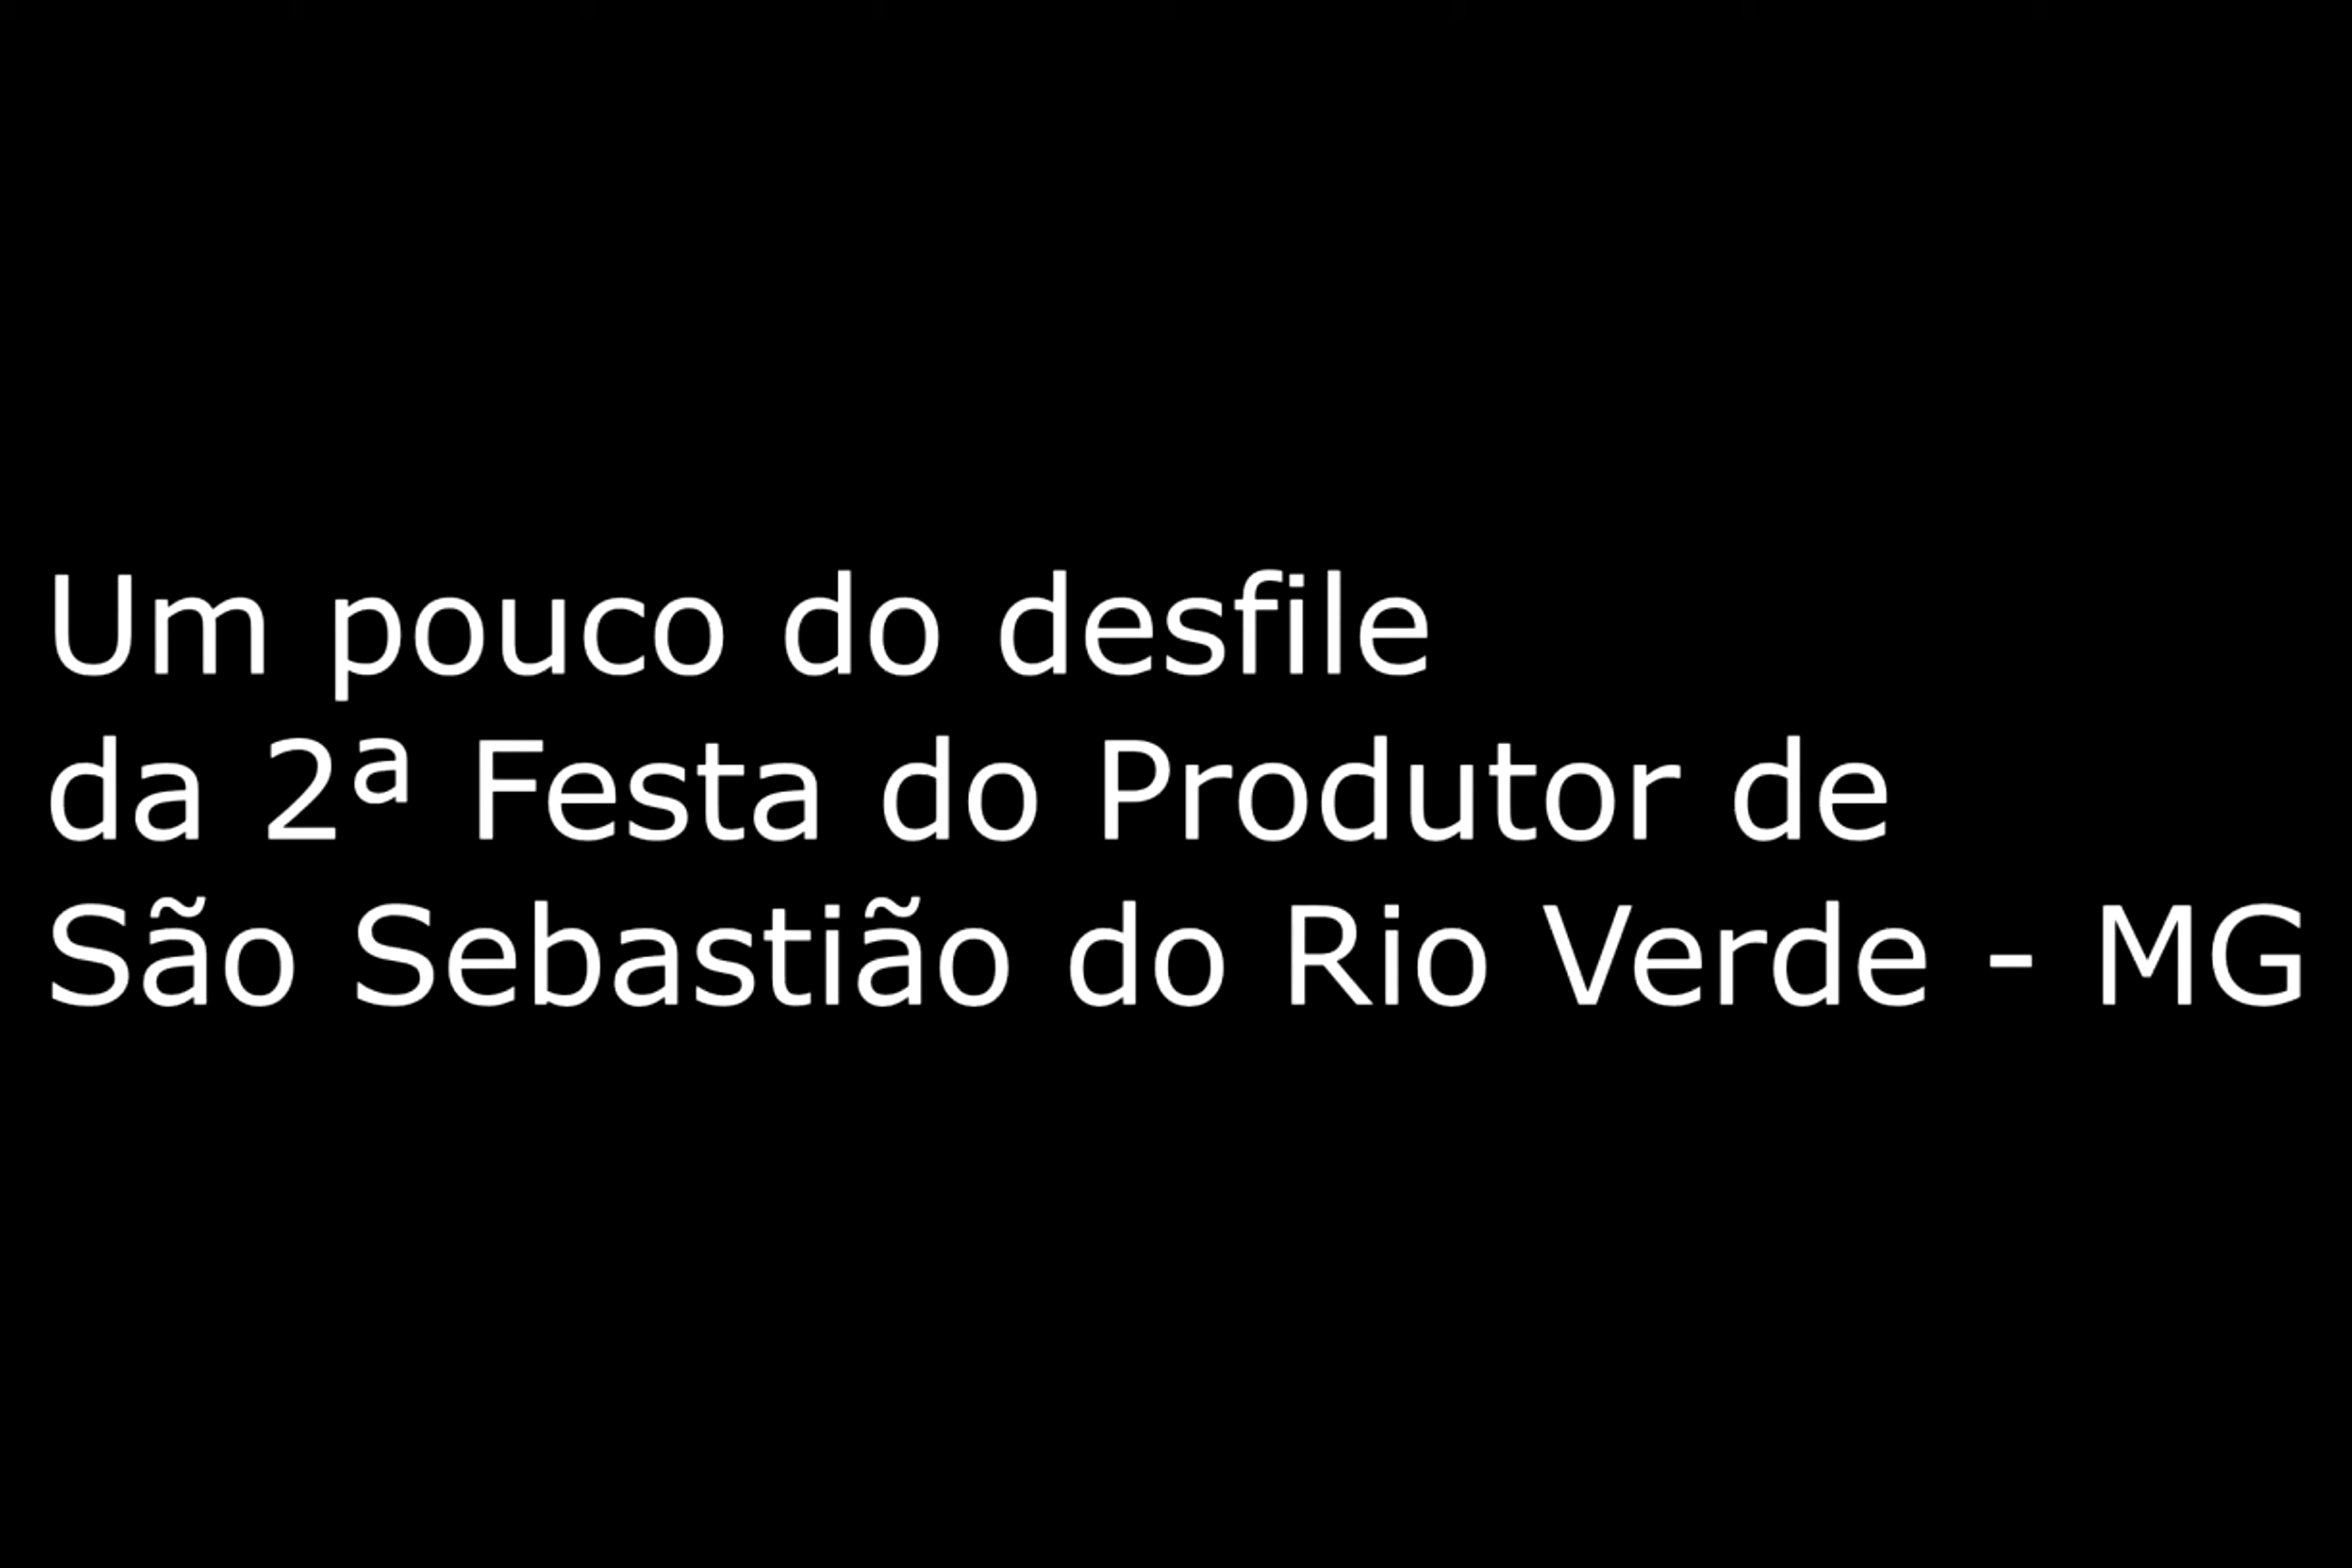 Um pouco do desfile
da 2ª Festa do Produtor de
São Sebastião do Rio Verde - MG